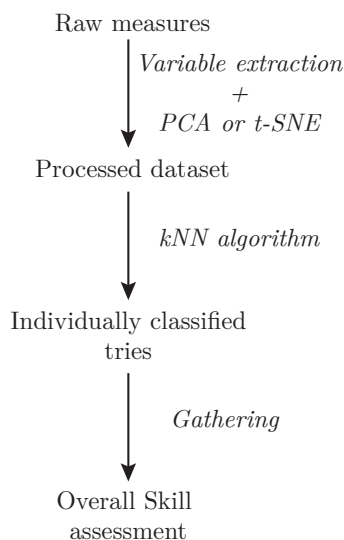 Raw measures
Variable extraction
+
PCA or t-SNE
Processed dataset
kNN algorithm
Individually classified
tries
Gathering
Overall Skill
assessment